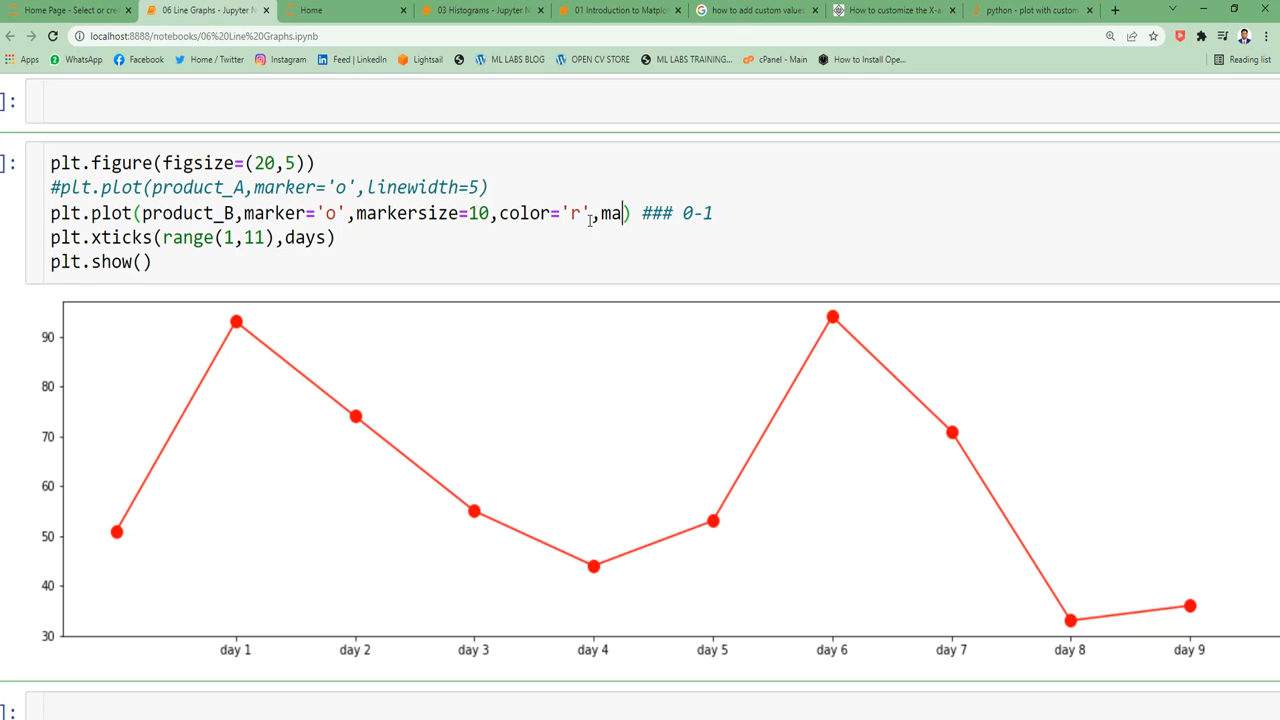 Home Page - Select or cre
06 Line Graphs - Jupyter N
Home
03 Histograms - Jupyter N
01 Introduction to Matplo
how to add custom values
How to customize the X-a
python - plot with custom
localhost:8888/notebooks/06%20Line%20Graphs.ipynb
Apps
WhatsApp
Facebook
Home / Twitter
Instagram
Feed | LinkedIn
Lightsail
ML LABS BLOG
OPEN CV STORE
ML LABS TRAINING...
cPanel - Main
How to Install Ope...
Reading list
]:
]:
plt.figure(figsize=(20,5))
#plt.plot(product_A,marker='o',linewidth=5)
plt.plot(product_B,marker='o',markersize=10,color='r',ma) ### 0-1
plt.xticks(range(1,11),days)
plt.show()
90
80
70
60
50
40
30
day 1 day 2 day 3 day 4 day 5 day 6 day 7 day 8 day 9
]: